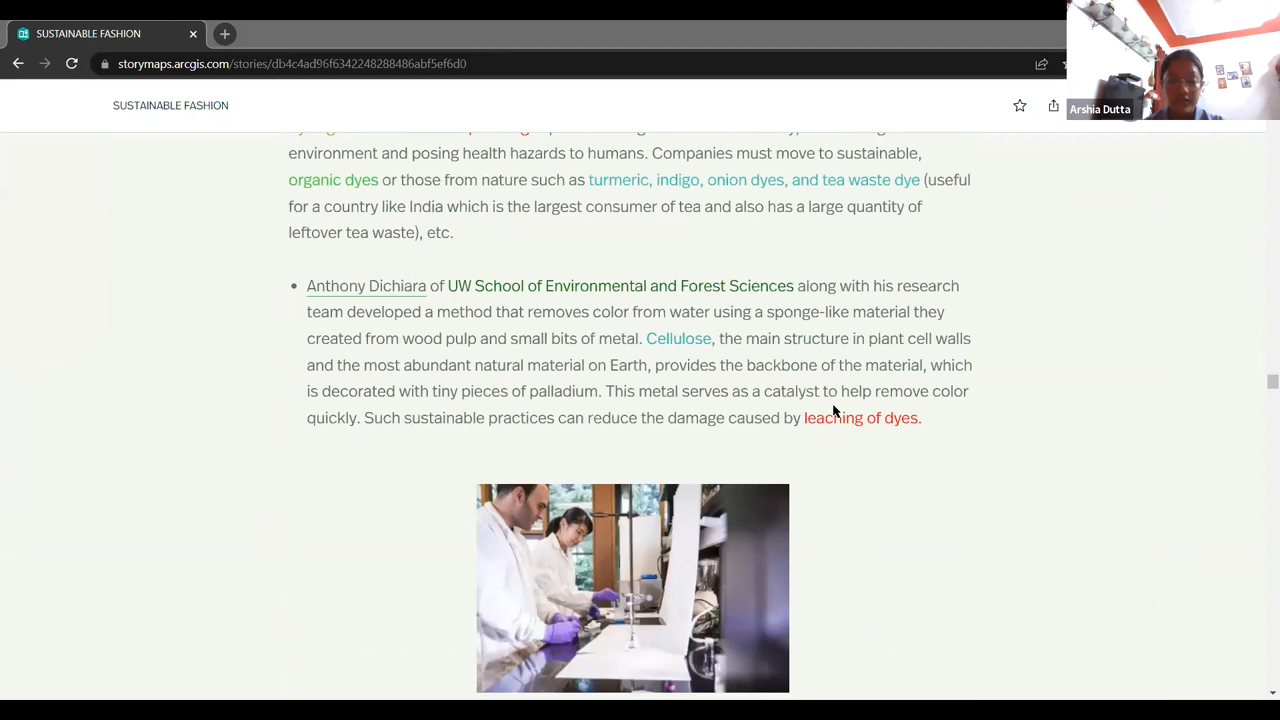 SUSTAINABLE FASHION
storymaps.arcgis.com/stories/db4c4ad96f6342248288486abf5ef6d0
Arshia Dutta
SUSTAINABLE FASHION
environment and posing health hazards to humans. Companies must move to sustainable,
organic dyes or those from nature such as turmeric, indigo, onion dyes, and tea waste dye (useful
for a country like India which is the largest consumer of tea and also has a large quantity of
leftover tea waste), etc.
• Anthony Dichiara of UW School of Environmental and Forest Sciences along with his research
team developed a method that removes color from water using a sponge-like material they
created from wood pulp and small bits of metal. Cellulose, the main structure in plant cell walls
and the most abundant natural material on Earth, provides the backbone of the material, which
is decorated with tiny pieces of palladium. This metal serves as a catalyst to help remove color
quickly. Such sustainable practices can reduce the damage caused by leaching of dyes.